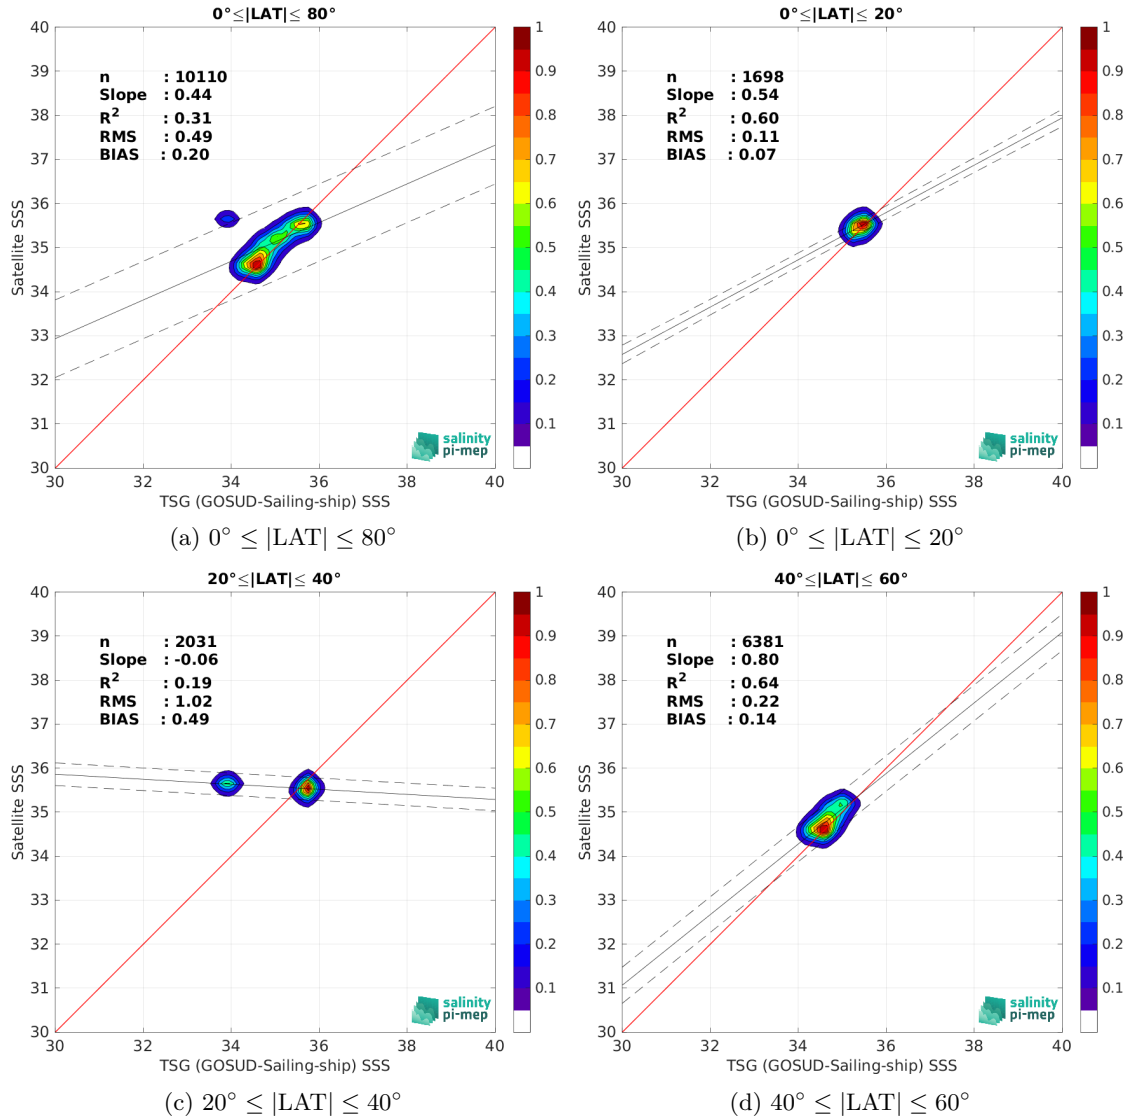 0°≤|LAT|≤ 80°
n : 10110
Slope : 0.44
R² : 0.31
RMS : 0.49
BIAS : 0.20
Satellite SSS
40
39
38
37
36
35
34
33
32
31
30
30 32 34 36 38 40
TSG (GOSUD-Sailing-ship) SSS
1
0.9
0.8
0.7
0.6
0.5
0.4
0.3
0.2
0.1
salinity
pi-mep
(a) 0° ≤ |LAT| ≤ 80°
0°≤|LAT|≤ 20°
n : 1698
Slope : 0.54
R² : 0.60
RMS : 0.11
BIAS : 0.07
Satellite SSS
40
39
38
37
36
35
34
33
32
31
30
30 32 34 36 38 40
TSG (GOSUD-Sailing-ship) SSS
1
0.9
0.8
0.7
0.6
0.5
0.4
0.3
0.2
0.1
salinity
pi-mep
(b) 0° ≤ |LAT| ≤ 20°
20°≤|LAT|≤ 40°
n : 2031
Slope : -0.06
R² : 0.19
RMS : 1.02
BIAS : 0.49
Satellite SSS
40
39
38
37
36
35
34
33
32
31
30
30 32 34 36 38 40
TSG (GOSUD-Sailing-ship) SSS
1
0.9
0.8
0.7
0.6
0.5
0.4
0.3
0.2
0.1
salinity
pi-mep
(c) 20° ≤ |LAT| ≤ 40°
40°≤|LAT|≤ 60°
n : 6381
Slope : 0.80
R² : 0.64
RMS : 0.22
BIAS : 0.14
Satellite SSS
40
39
38
37
36
35
34
33
32
31
30
30 32 34 36 38 40
TSG (GOSUD-Sailing-ship) SSS
1
0.9
0.8
0.7
0.6
0.5
0.4
0.3
0.2
0.1
salinity
pi-mep
(d) 40° ≤ |LAT| ≤ 60°